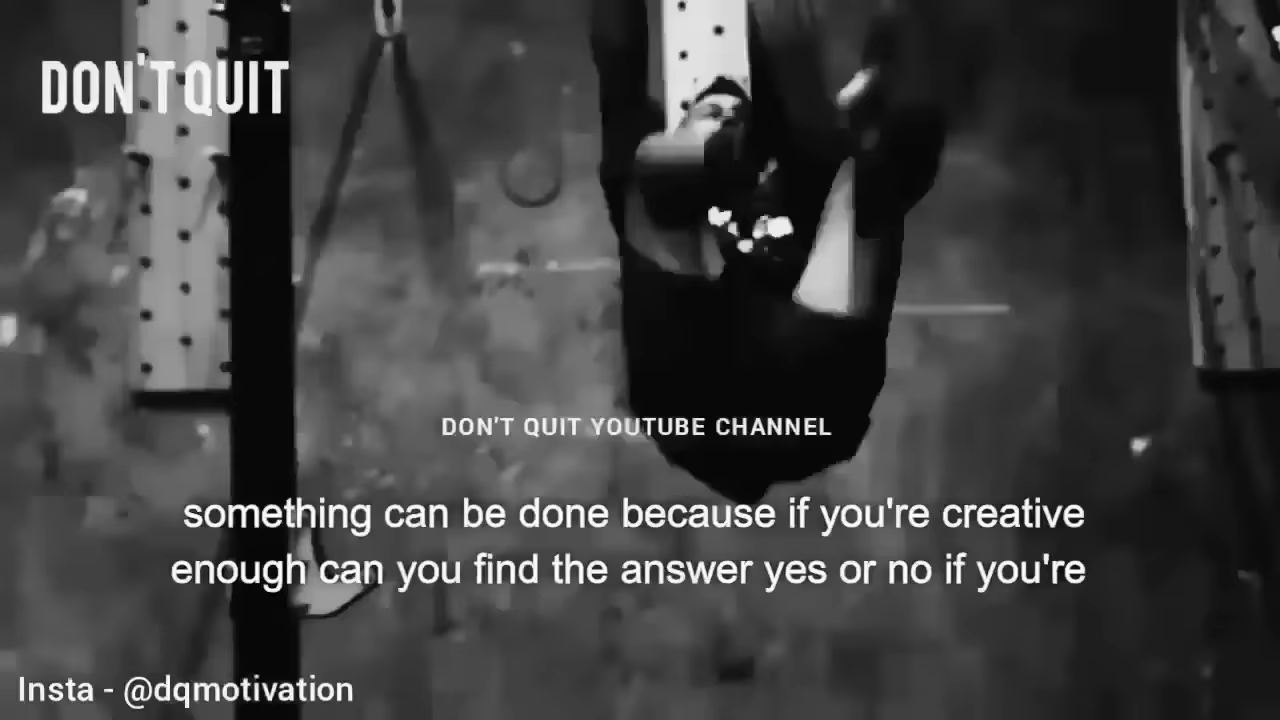 DON'T QUIT
DON'T QUIT YOUTUBE CHANNEL
something can be done because if you're creative
enough can you find the answer yes or no if you're
Insta - @dqmotivation